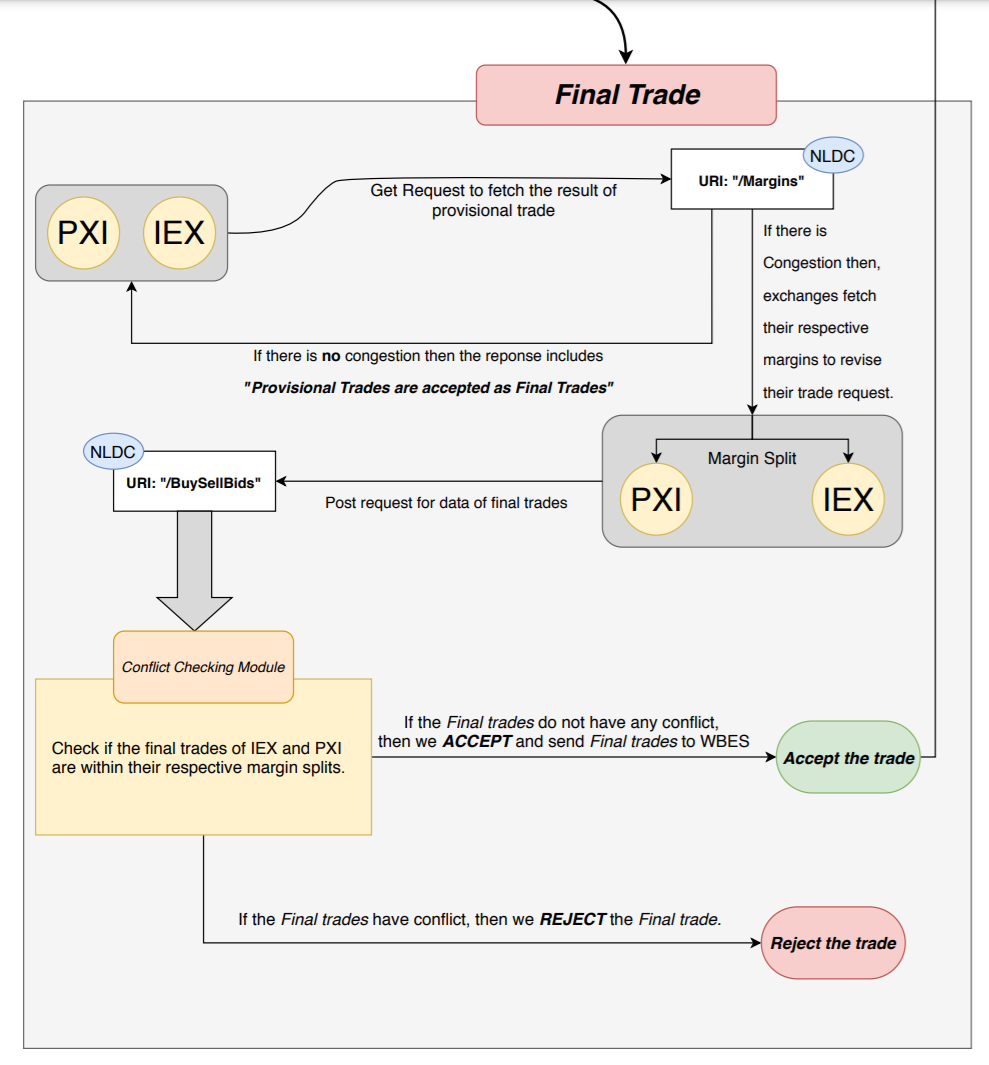 Final Trade
NLDC
URI: "/Margins"
PXI
IEX
Get Request to fetch the result of
provisional trade
If there is
Congestion then,
exchanges fetch
their respective
margins to revise
their trade request.
If there is no congestion then the reponse includes
"Provisional Trades are accepted as Final Trades"
NLDC
URI: "/BuySellBids"
Margin Split
PXI
IEX
Post request for data of final trades
Conflict Checking Module
Check if the final trades of IEX and PXI
are within their respective margin splits.
If the Final trades do not have any conflict,
then we ACCEPT and send Final trades to WBES
Accept the trade
If the Final trades have conflict, then we REJECT the Final trade.
Reject the trade